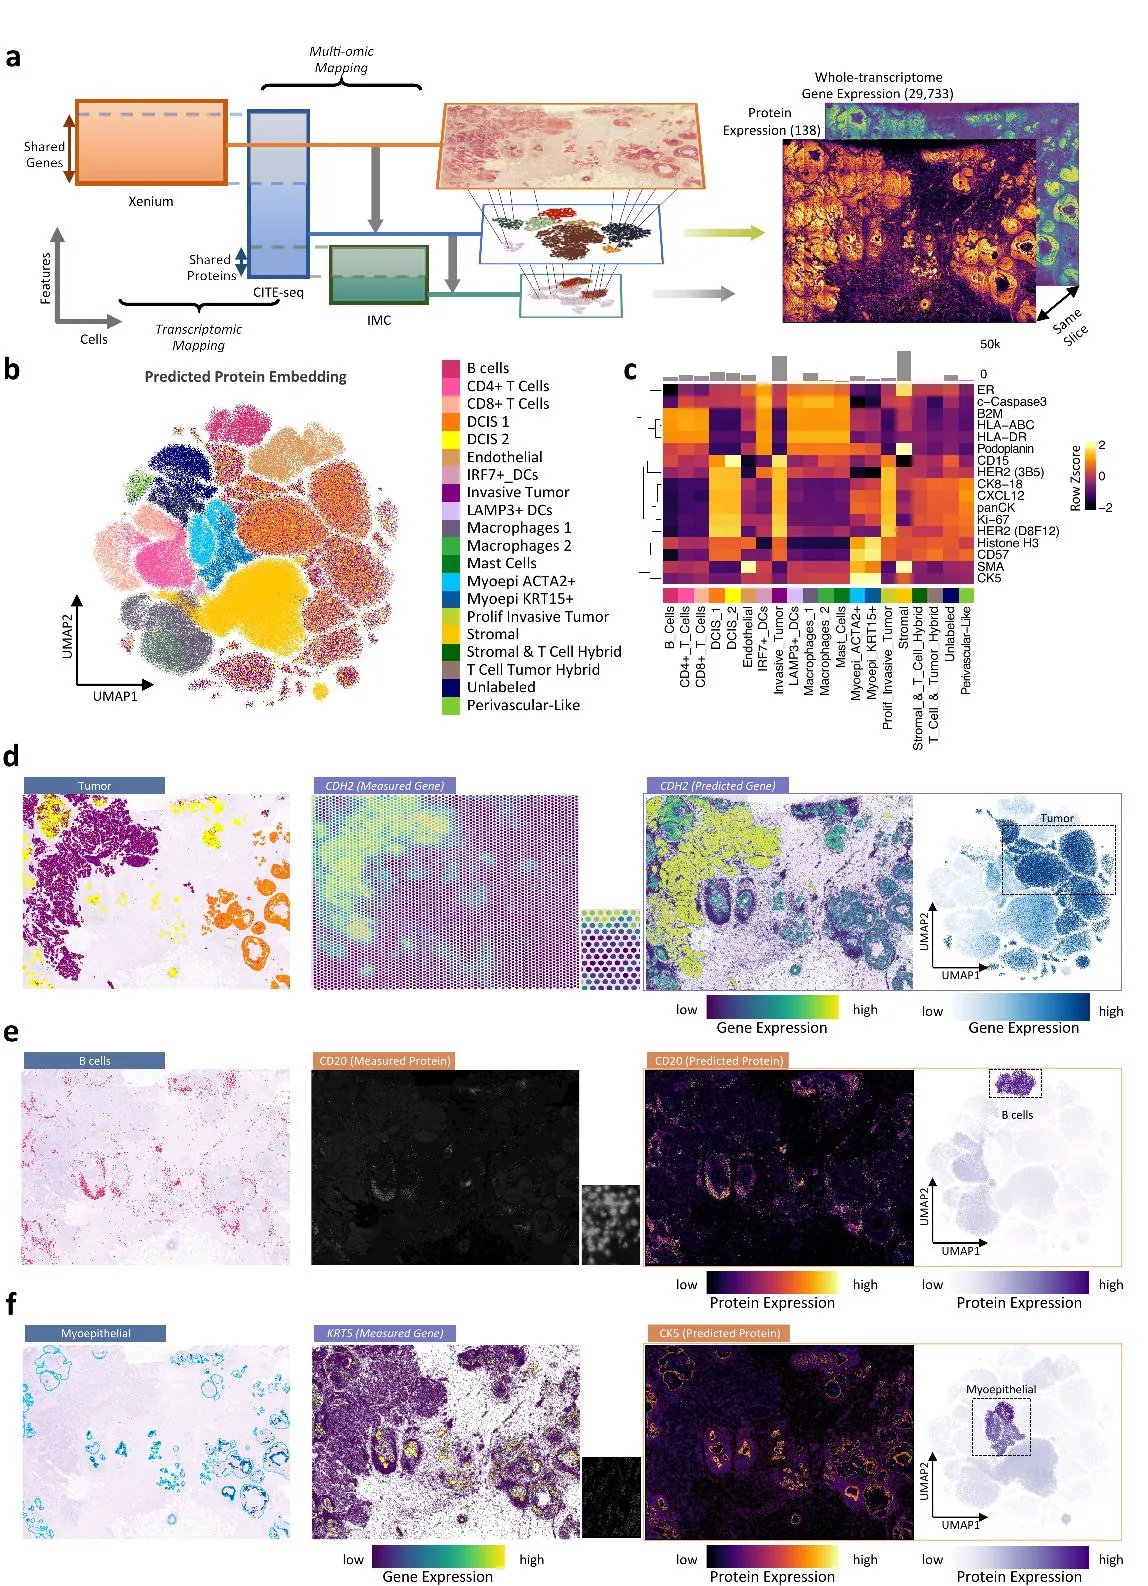 a
Multi-omic
Mapping
Whole-transcriptome
Gene Expression (29,733)
Protein
Expression (138)
Shared
Genes
Xenium
Shared
Proteins
CITE-seq
IMC
Features
Cells
Transcriptomic
Mapping
Same
Slice
b
Predicted Protein Embedding
UMAP2
UMAP1
B cells
CD4+ T Cells
CD8+ T Cells
DCIS 1
DCIS 2
Endothelial
IRF7+_DCs
Invasive Tumor
LAMP3+ DCs
Macrophages 1
Macrophages 2
Mast Cells
Myoepi ACTA2+
Myoepi KRT15+
Prolif Invasive Tumor
Stromal
Stromal & T Cell Hybrid
T Cell Tumor Hybrid
Unlabeled
Perivascular-Like
c
50k
0
ER
c-Caspase3
B2M
HLA-ABC
HLA-DR
Podoplanin
CD15
HER2 (3B5)
CK8-18
CXCL12
panCK
Ki-67
HER2 (D8F12)
Histone H3
CD57
SMA
CK5
Row Zscore
2
0
-2
B_Cells
CD4+_T_Cells
CD8+_T_Cells
DCIS_1
DCIS_2
Endothelial
IRF7+_DCs
Invasive_Tumor
LAMP3+_DCs
Macrophages_1
Macrophages_2
Mast_Cells
Myoepi_ACTA2+
Myoepi_KRT15+
Prolif_Invasive_Tumor
Stromal
Stromal_&_T_Cell_Hybrid
T_Cell_&_Tumor_Hybrid
Unlabeled
Perivascular-Like
d
Tumor
CDH2 (Measured Gene)
CDH2 (Predicted Gene)
Tumor
UMAP2
UMAP1
low
high
Gene Expression
low
high
Gene Expression
e
B cells
CD20 (Measured Protein)
CD20 (Predicted Protein)
B cells
UMAP2
UMAP1
low
high
Protein Expression
low
high
Protein Expression
f
Myoepithelial
KRT5 (Measured Gene)
CK5 (Predicted Protein)
Myoepithelial
UMAP2
UMAP1
low
high
Gene Expression
low
high
Protein Expression
low
high
Protein Expression